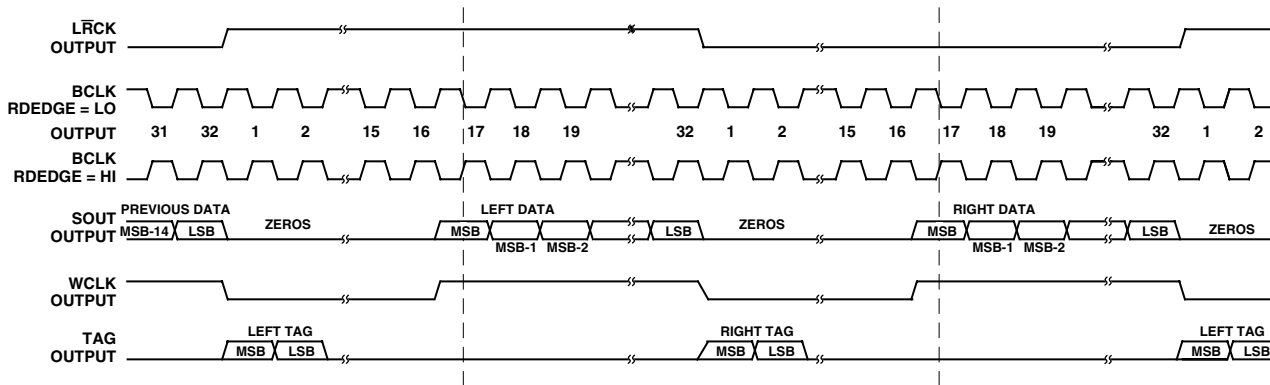 LRCK
OUTPUT
BCLK
RDEDGE = LO
OUTPUT 31 32 1 2 15 16 17 18 19 32 1 2 15 16 17 18 19 32 1 2
BCLK
RDEDGE = HI
SOUT
OUTPUT
PREVIOUS DATA LEFT DATA RIGHT DATA
MSB-14 LSB ZEROS MSB MSB-1 MSB-2 LSB ZEROS MSB MSB-1 MSB-2 LSB ZEROS
WCLK
OUTPUT
TAG
OUTPUT
LEFT TAG RIGHT TAG LEFT TAG
MSB LSB MSB LSB MSB LSB